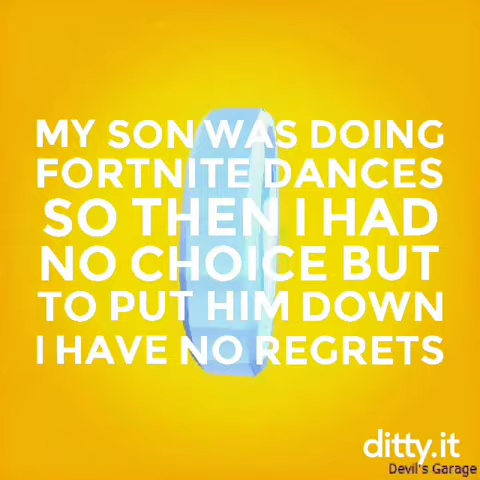 MY SON WAS DOING
FORTNITE DANCES
SO THEN I HAD
NO CHOICE BUT
TO PUT HIM DOWN
I HAVE NO REGRETS
ditty.it
Devil's Garage